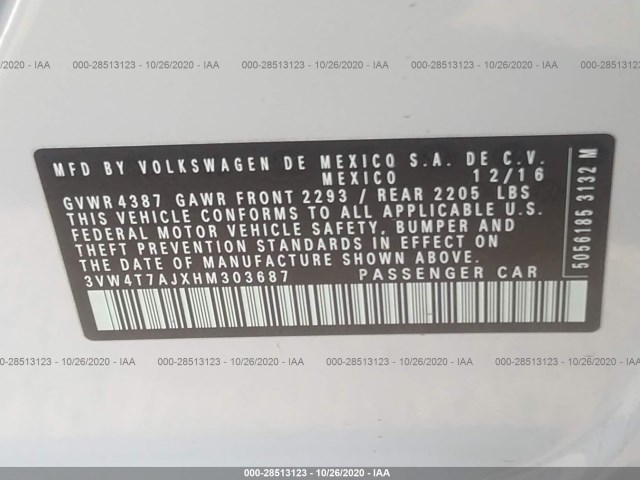 000-28513123 - 10/26/2020 - IAA
MFD BY VOLKSWAGEN DE MEXICO S.A. DE C.V.
MEXICO 12/16
GVWR 4387 GAWR FRONT 2293 / REAR 2205 LBS
THIS VEHICLE CONFORMS TO ALL APPLICABLE U.S.
FEDERAL MOTOR VEHICLE SAFETY, BUMPER AND
THEFT PREVENTION STANDARDS IN EFFECT ON
THE DATE OF MANUFACTURE SHOWN ABOVE.
3VW4T7AJXHM303687 PASSENGER CAR
5056185 3132 M
000-28513123 - 10/26/2020 - IAA
000-28513123 - 10/26/2020 - IAA